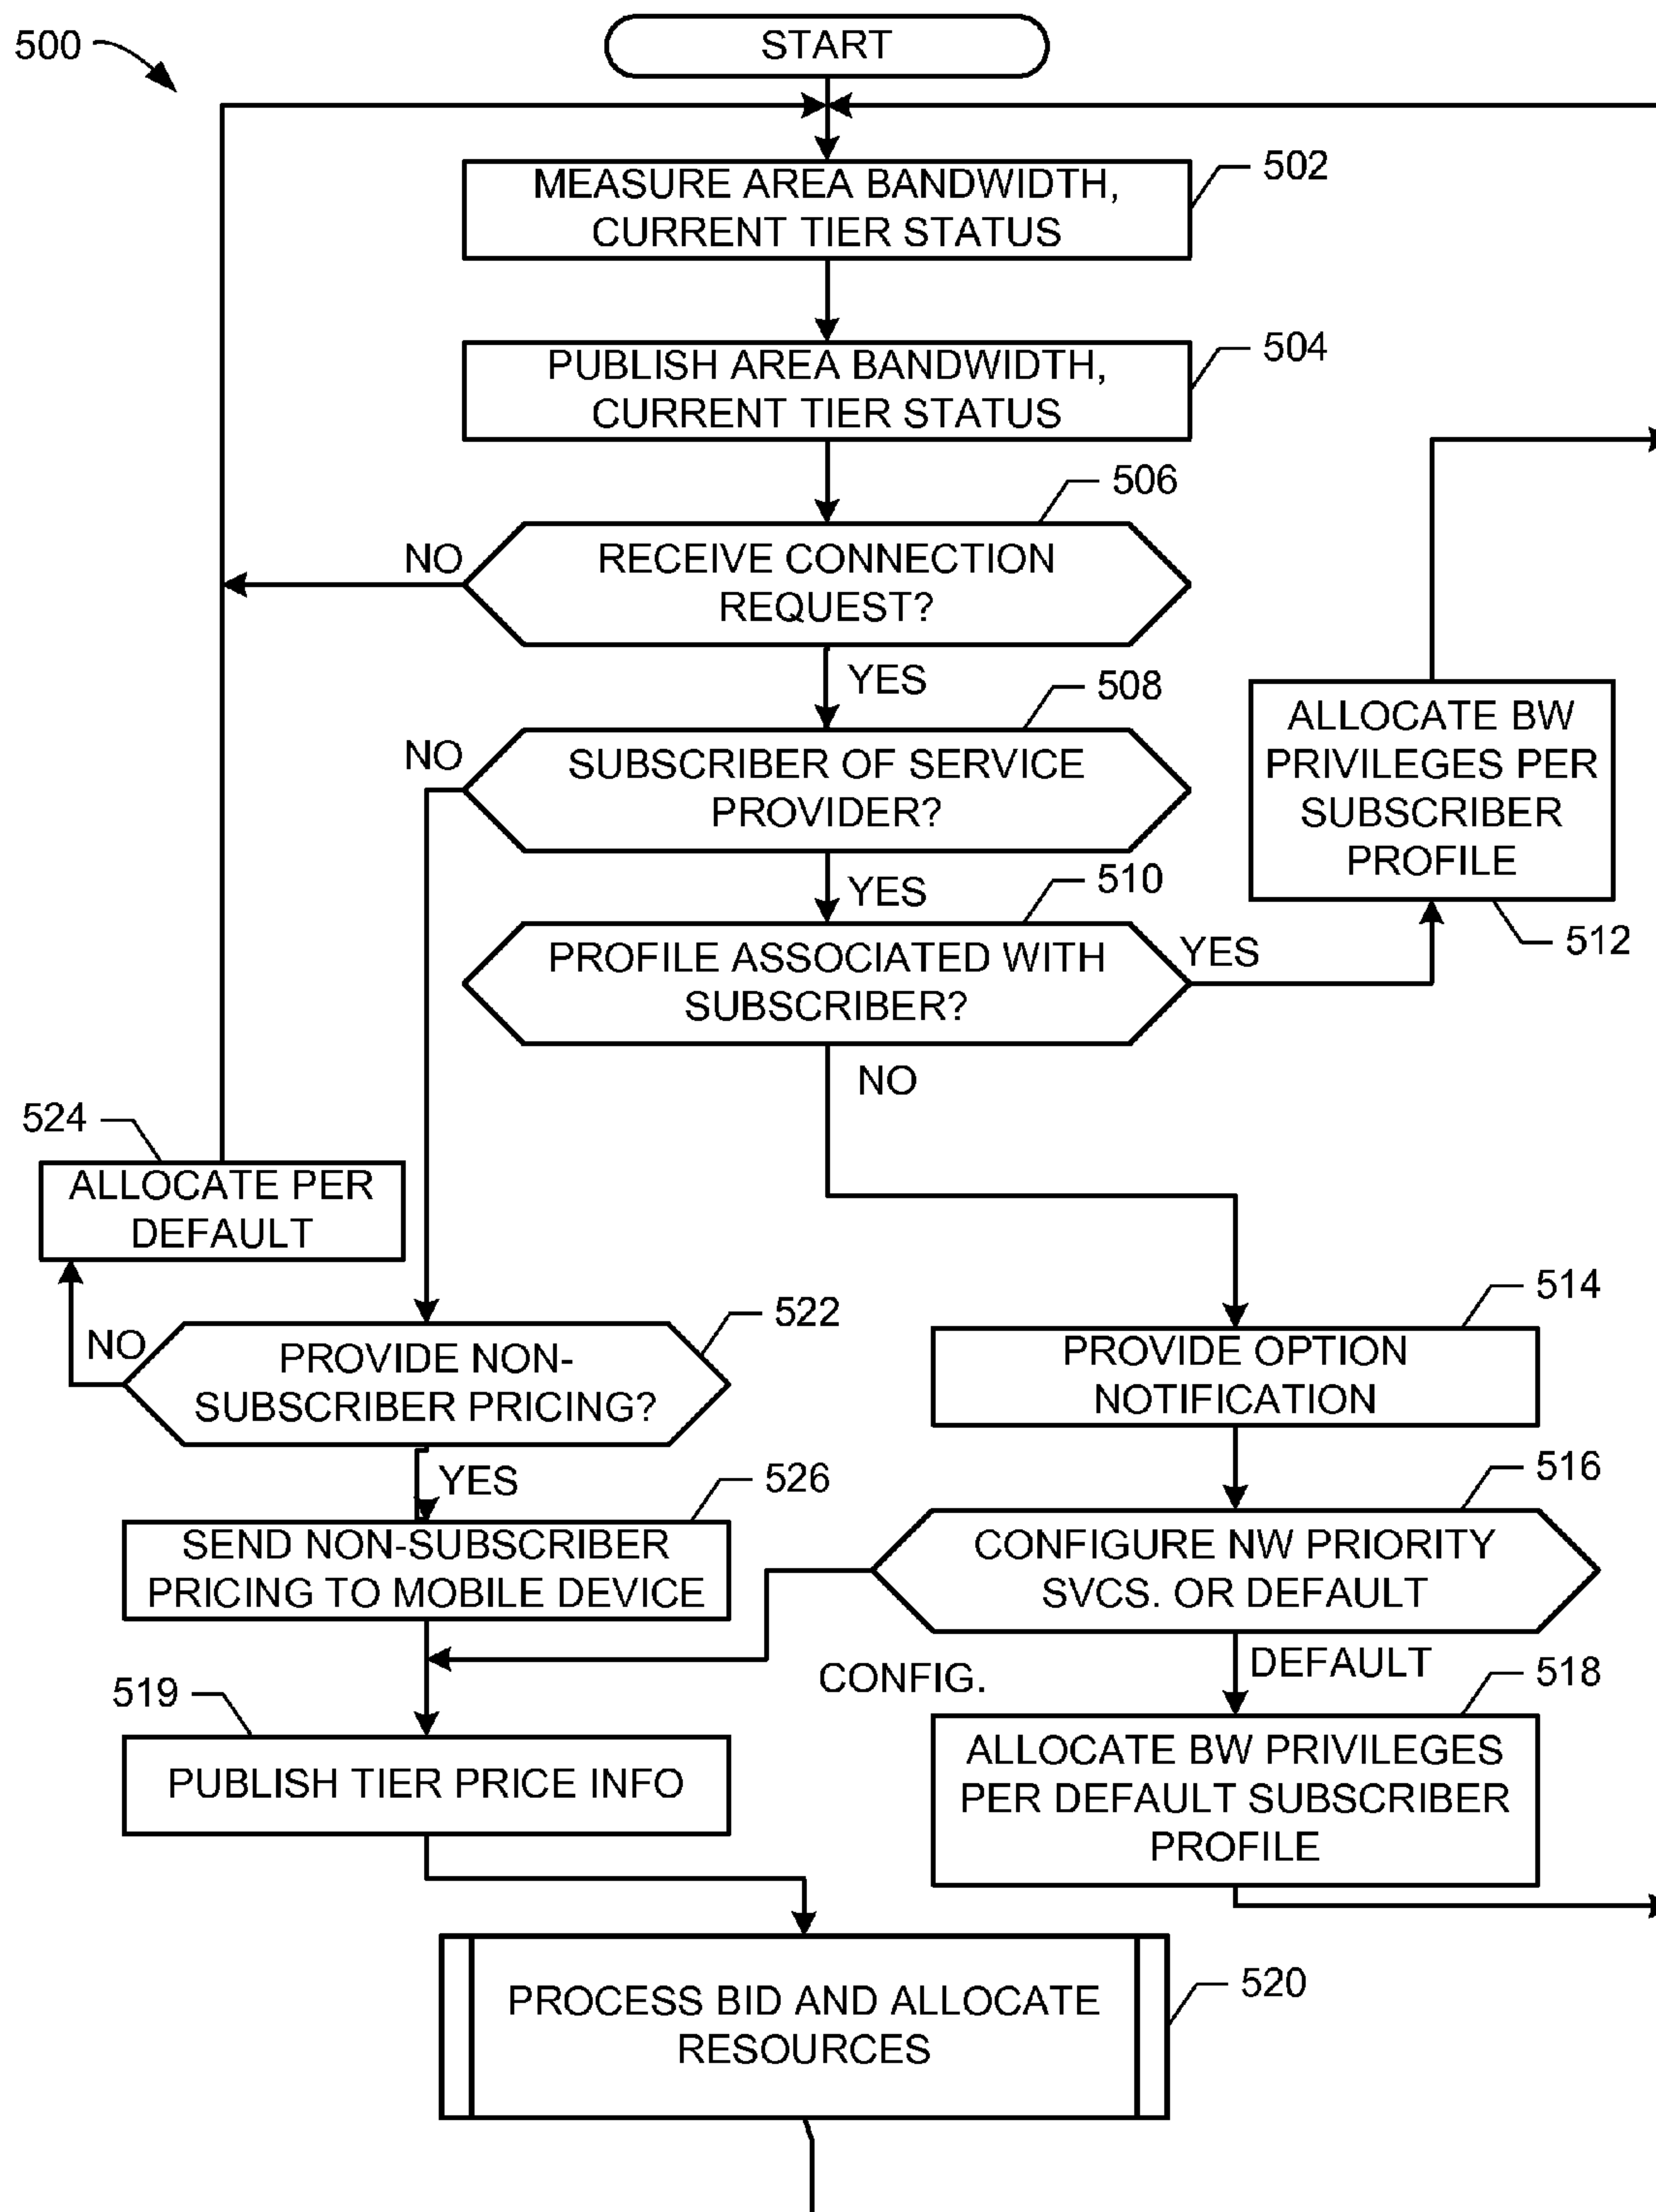 500
START
MEASURE AREA BANDWIDTH,
CURRENT TIER STATUS
502
PUBLISH AREA BANDWIDTH,
CURRENT TIER STATUS
504
506
NO
RECEIVE CONNECTION
REQUEST?
YES
508
NO
SUBSCRIBER OF SERVICE
PROVIDER?
ALLOCATE BW
PRIVILEGES PER
SUBSCRIBER
PROFILE
512
YES
510
PROFILE ASSOCIATED WITH
SUBSCRIBER?
YES
NO
524
ALLOCATE PER
DEFAULT
522
NO
PROVIDE NON-
SUBSCRIBER PRICING?
514
PROVIDE OPTION
NOTIFICATION
YES
526
SEND NON-SUBSCRIBER
PRICING TO MOBILE DEVICE
516
CONFIGURE NW PRIORITY
SVCS. OR DEFAULT
CONFIG.
DEFAULT
518
519
PUBLISH TIER PRICE INFO
ALLOCATE BW PRIVILEGES
PER DEFAULT SUBSCRIBER
PROFILE
PROCESS BID AND ALLOCATE
RESOURCES
520